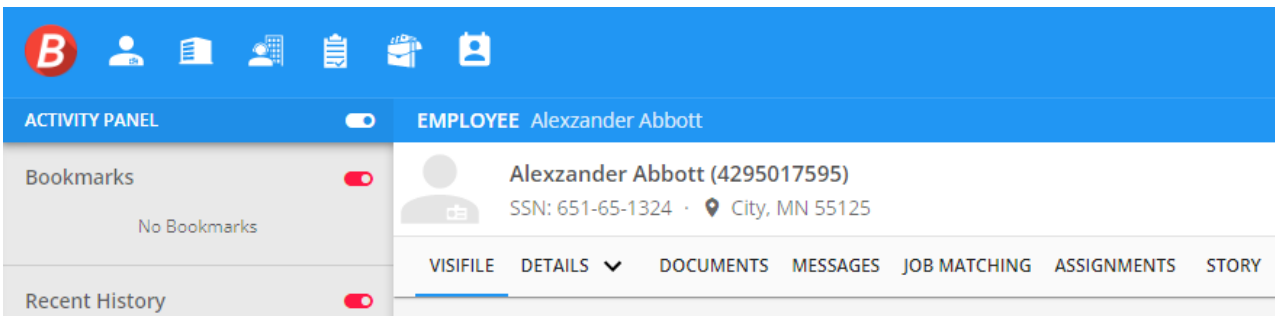 B
ACTIVITY PANEL
EMPLOYEE Alexzander Abbott
Bookmarks
No Bookmarks
Recent History
Alexzander Abbott (4295017595)
SSN: 651-65-1324 · City, MN 55125
VISIFILE DETAILS DOCUMENTS MESSAGES JOB MATCHING ASSIGNMENTS STORY